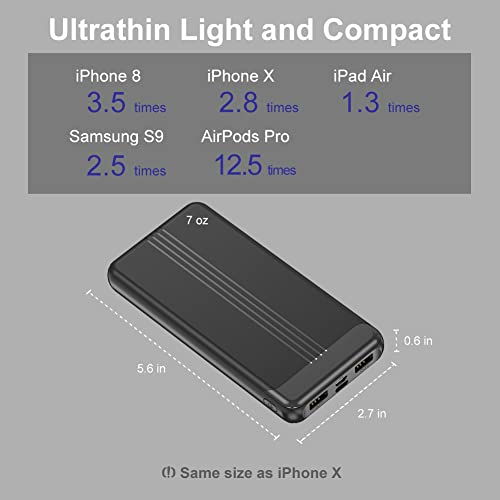 Ultrathin Light and Compact
iPhone 8
3.5 times
iPhone X
2.8 times
iPad Air
1.3 times
Samsung S9
2.5 times
AirPods Pro
12.5 times
7 oz
0.6 in
5.6 in
2.7 in
Same size as iPhone X